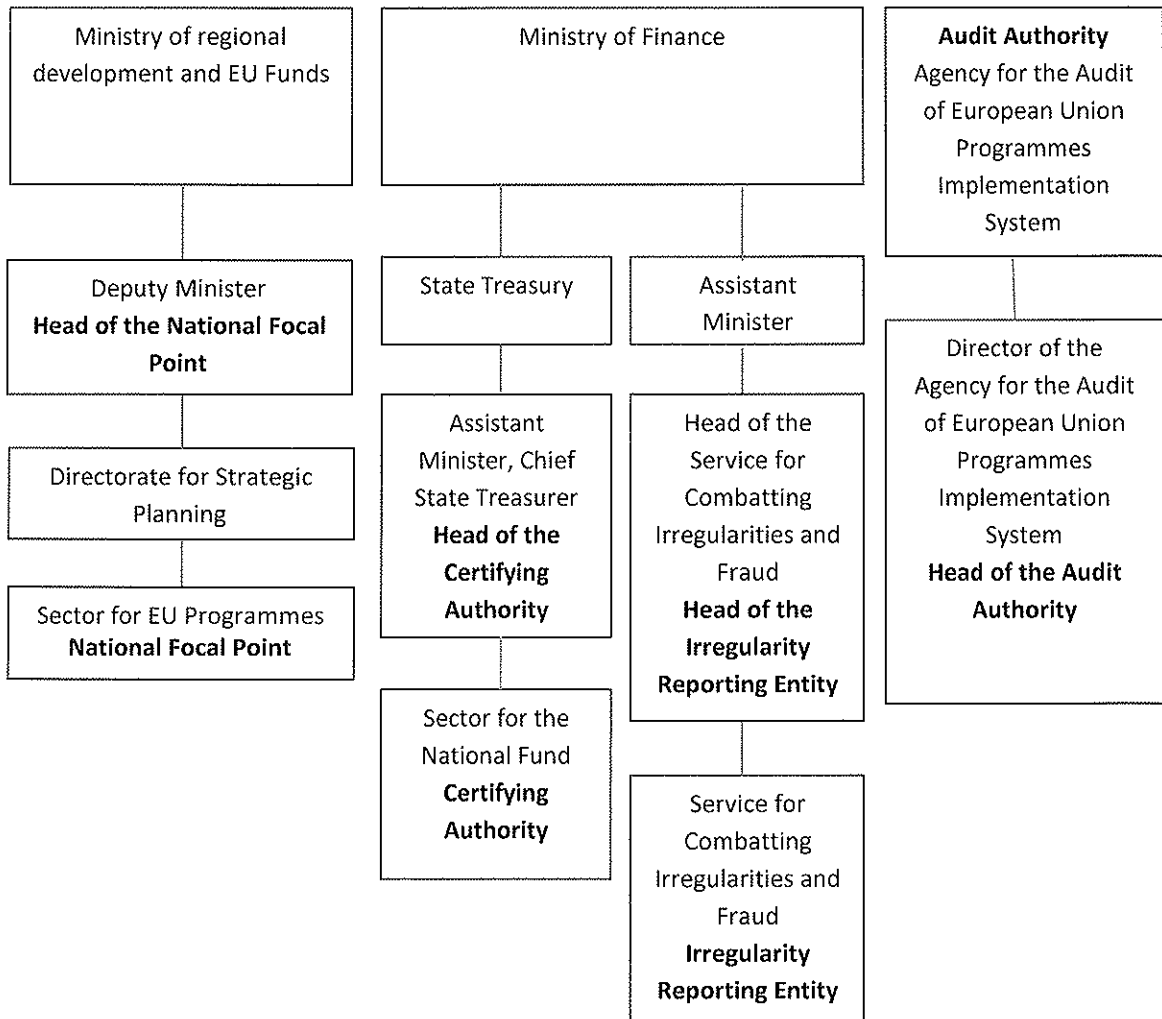 Ministry of regional
development and EU Funds
Deputy Minister
Head of the National Focal
Point
Directorate for Strategic
Planning
Sector for EU Programmes
National Focal Point
Ministry of Finance
State Treasury
Assistant
Minister, Chief
State Treasurer
Head of the
Certifying
Authority
Sector for the
National Fund
Certifying
Authority
Assistant
Minister
Head of the
Service for
Combatting
Irregularities and
Fraud
Head of the
Irregularity
Reporting Entity
Service for
Combatting
Irregularities and
Fraud
Irregularity
Reporting Entity
Audit Authority
Agency for the Audit
of European Union
Programmes
Implementation
System
Director of the
Agency for the Audit
of European Union
Programmes
Implementation
System
Head of the Audit
Authority